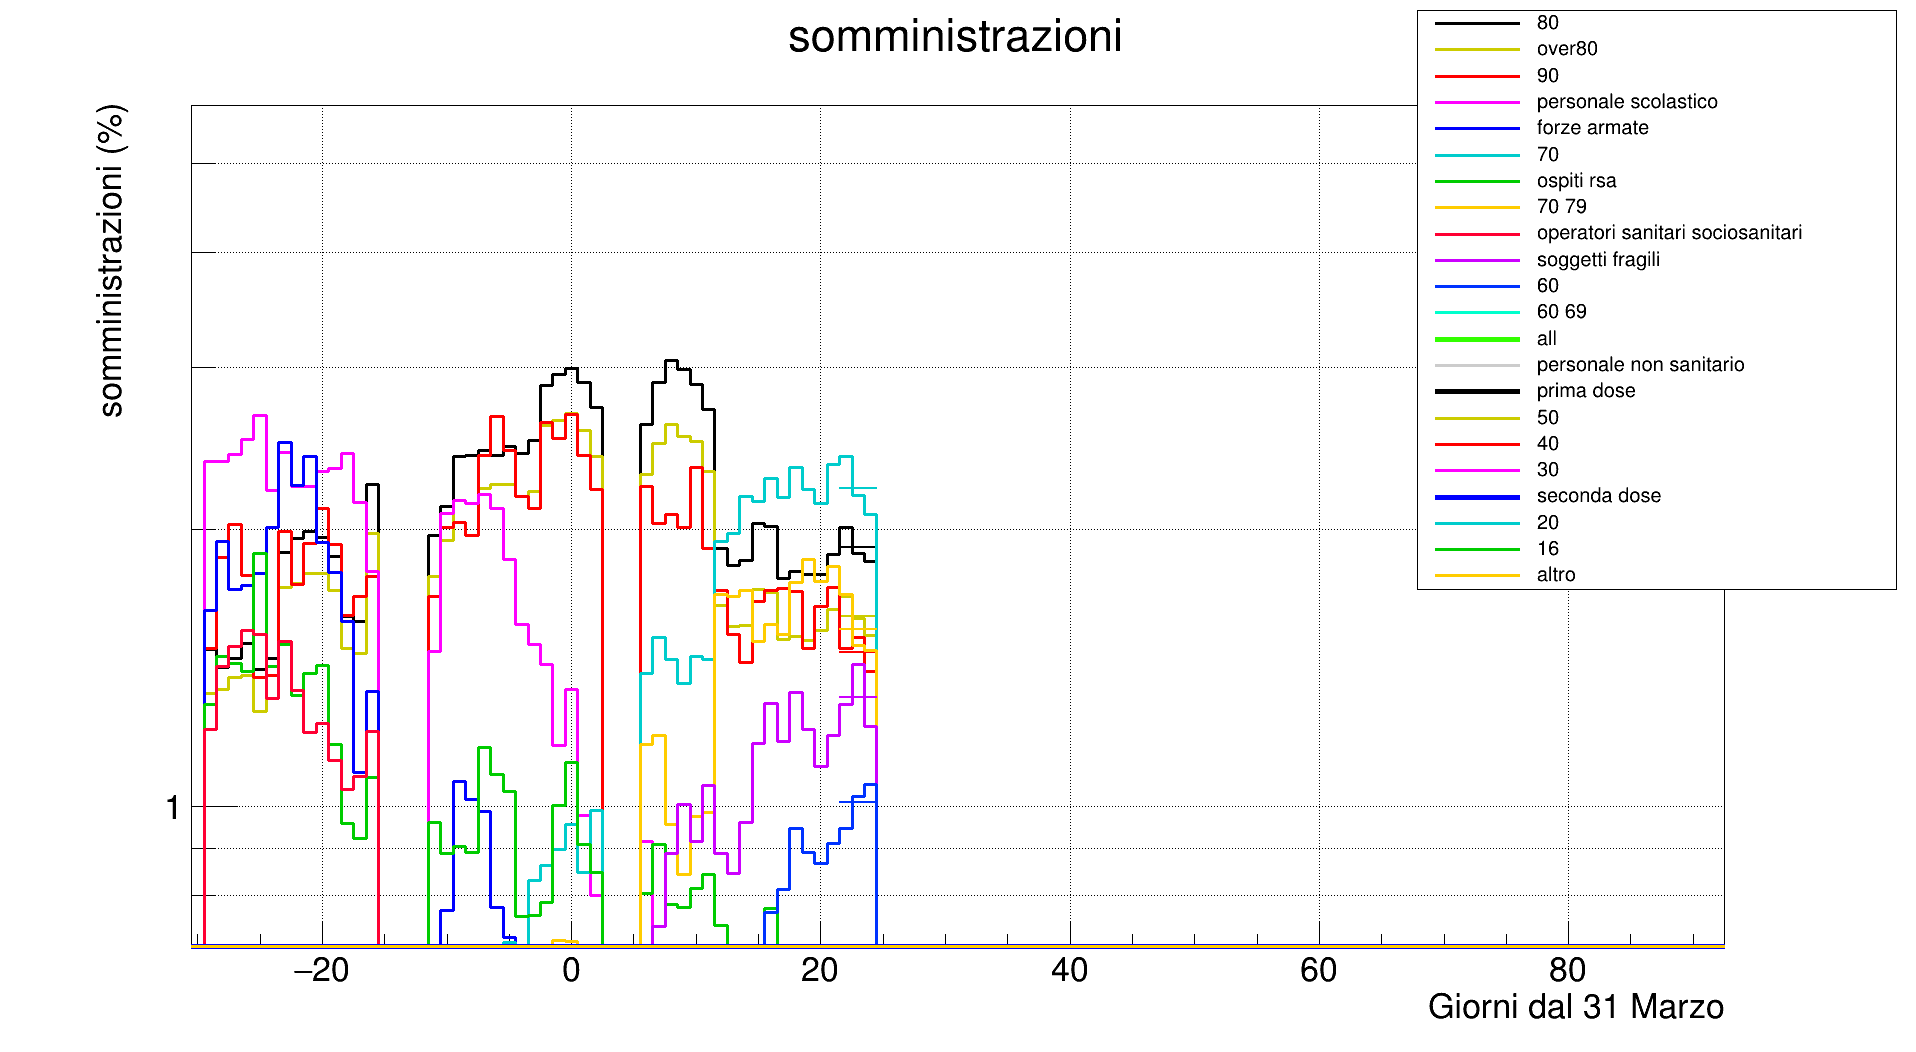 somministrazioni
somministrazioni (%)
1
−20 0 20 40 60 80
Giorni dal 31 Marzo
80
over80
90
personale scolastico
forze armate
70
ospiti rsa
70 79
operatori sanitari sociosanitari
soggetti fragili
60
60 69
all
personale non sanitario
prima dose
50
40
30
seconda dose
20
16
altro